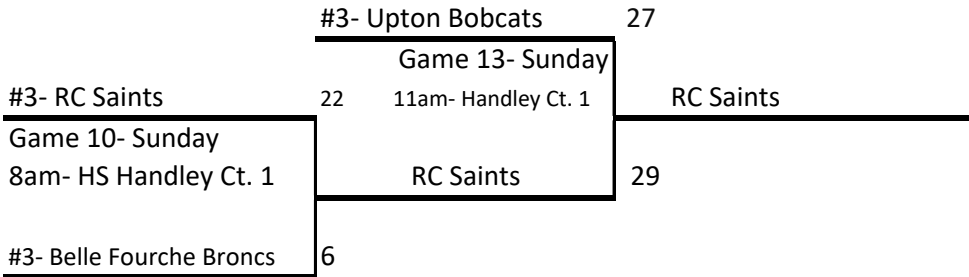 #3- Upton Bobcats 27
Game 13- Sunday
#3- RC Saints 22 11am- Handley Ct. 1 RC Saints
Game 10- Sunday
8am- HS Handley Ct. 1 RC Saints 29
#3- Belle Fourche Broncs 6